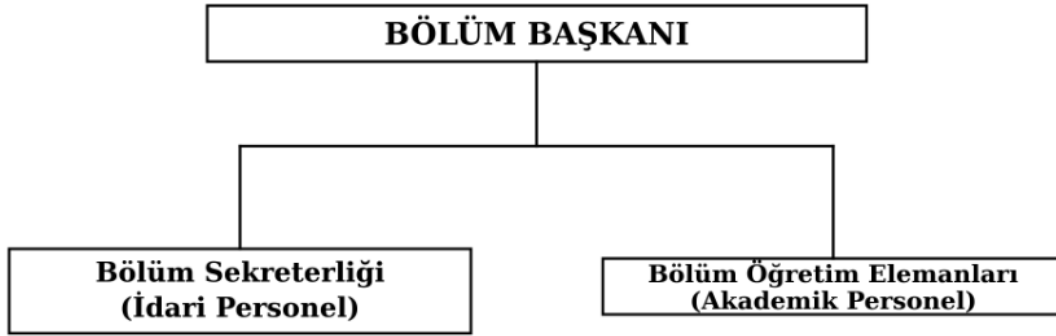 BÖLÜM BAŞKANI
Bölüm Sekreterliği
(İdari Personel)
Bölüm Öğretim Elemanları
(Akademik Personel)